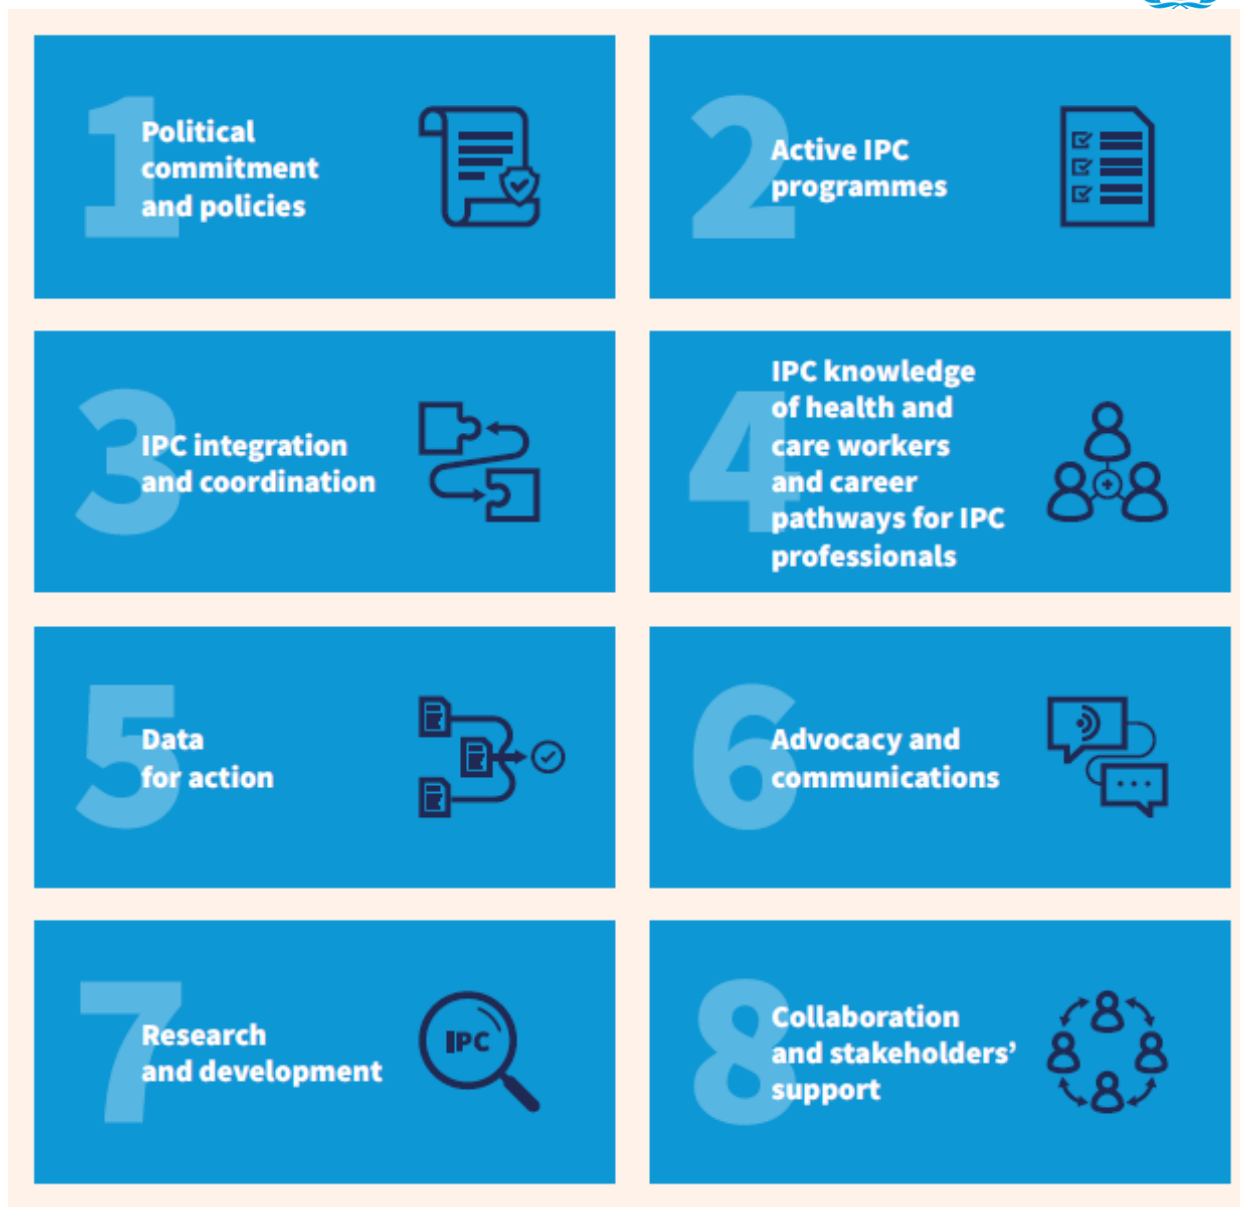 1
Political
commitment
and policies
2
Active IPC
programmes
3
IPC integration
and coordination
4
IPC knowledge
of health and
care workers
and career
pathways for IPC
professionals
5
Data
for action
6
Advocacy and
communications
7
Research
and development
IPC
8
Collaboration
and stakeholders’
support